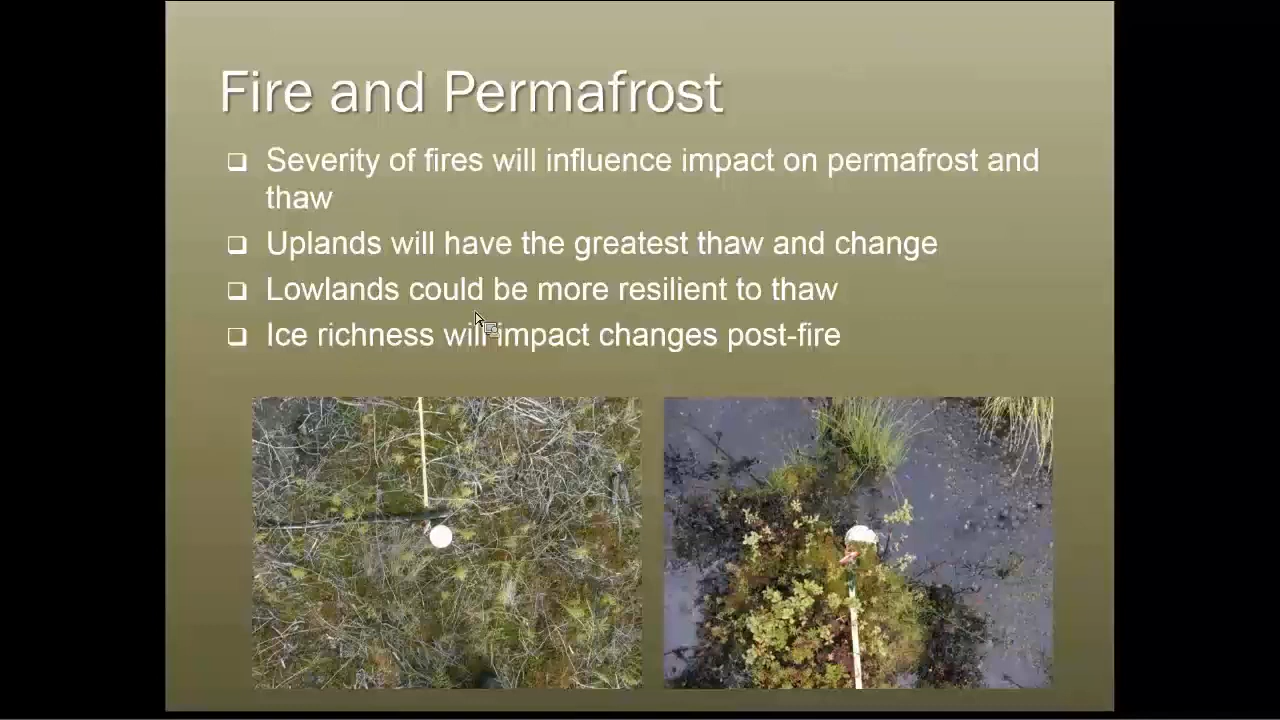 Fire and Permafrost
Severity of fires will influence impact on permafrost and
thaw
Uplands will have the greatest thaw and change
Lowlands could be more resilient to thaw
Ice richness will impact changes post-fire